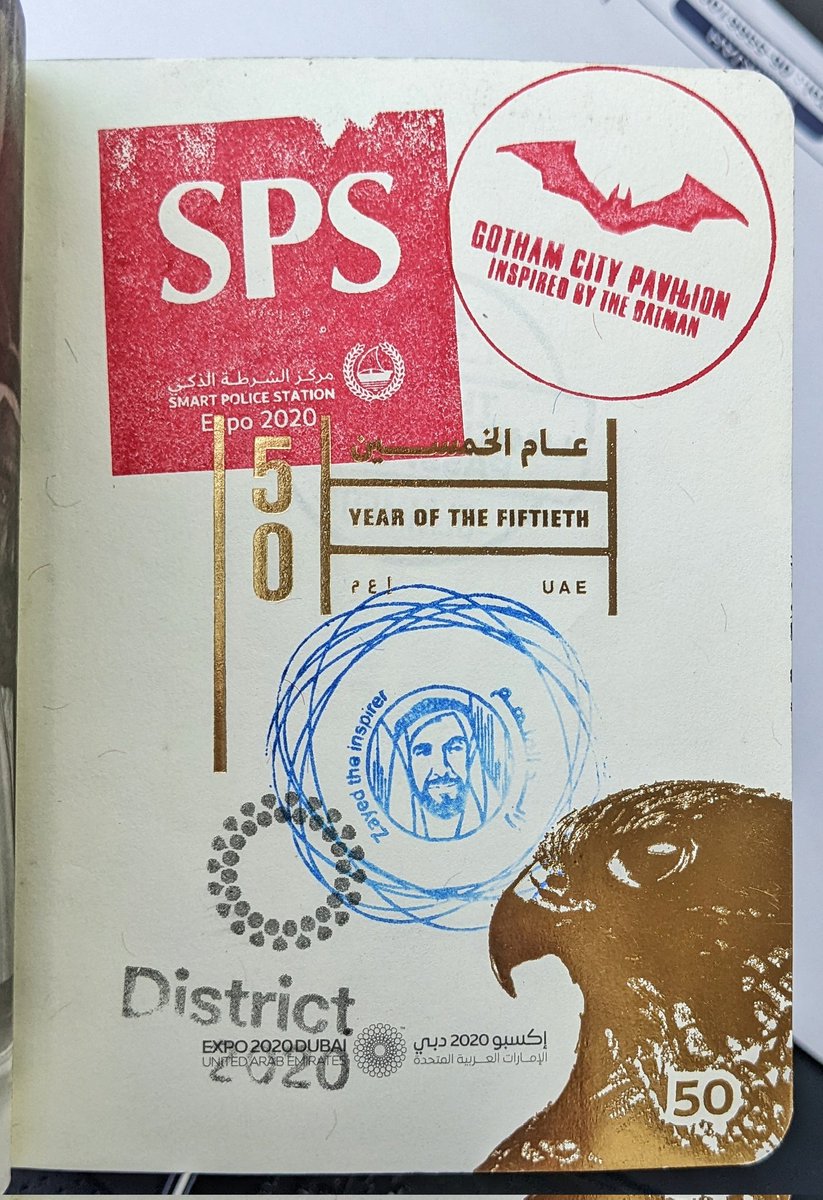 SPS
مركز الشرطة الذكي
SMART POLICE STATION
Expo 2020
GOTHAM CITY PAVILION
INSPIRED BY THE BATMAN
50
عام الخمسين
YEAR OF THE FIFTIETH
إ ع م
UAE
Zayed the inspirer
District
2020
EXPO 2020 DUBAI
UNITED ARAB EMIRATES
إكسبو 2020 دبي
الإمارات العربية المتحدة
50